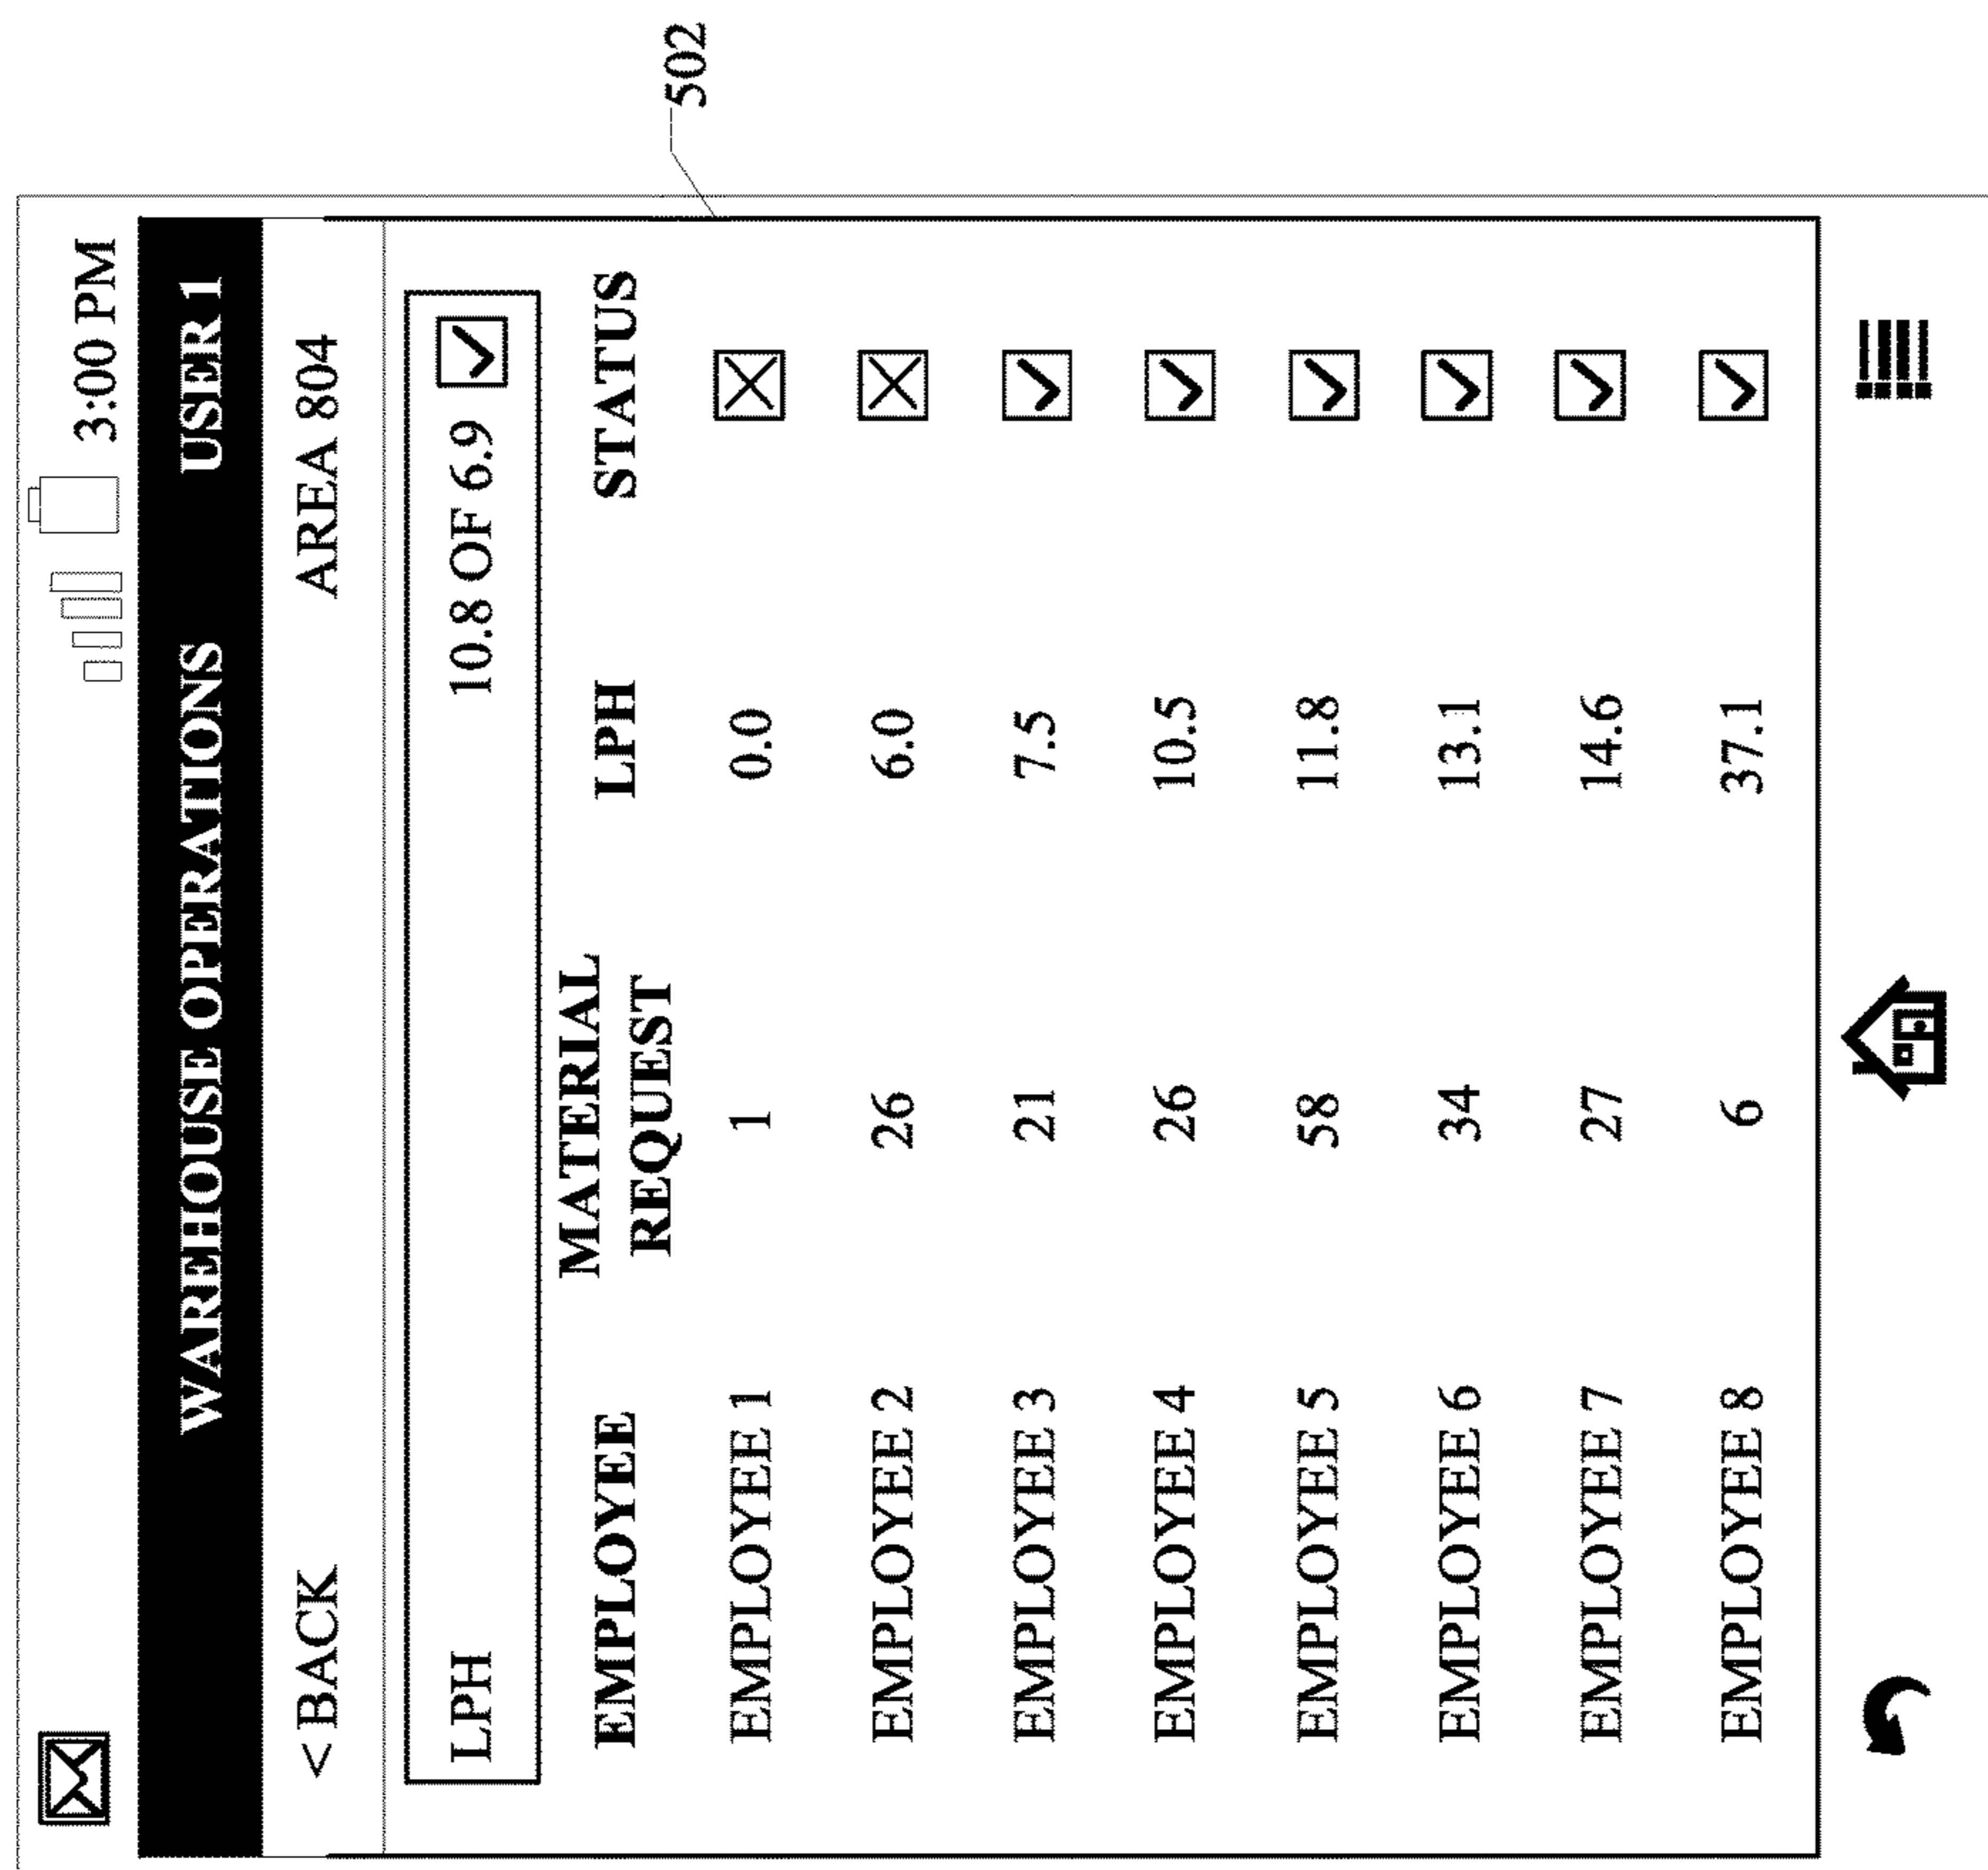 3:00 PM
WAREHOUSE OPERATIONS USER 1
< BACK AREA 804
LPH 10.8 OF 6.9
EMPLOYEE MATERIAL REQUEST LPH STATUS
EMPLOYEE 1 1 0.0
EMPLOYEE 2 26 6.0
EMPLOYEE 3 21 7.5
EMPLOYEE 4 26 10.5
EMPLOYEE 5 58 11.8
EMPLOYEE 6 34 13.1
EMPLOYEE 7 27 14.6
EMPLOYEE 8 6 37.1
502